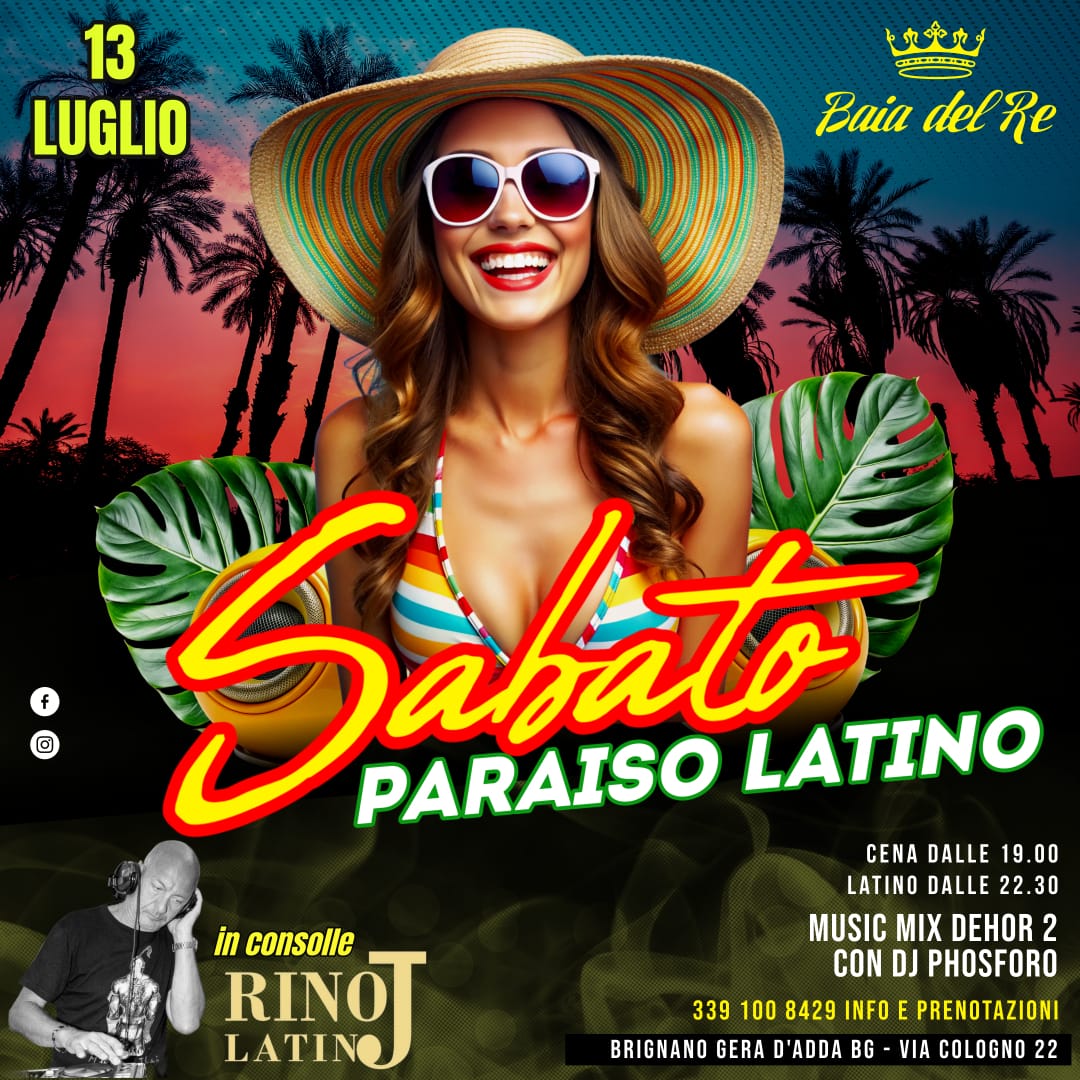 13
LUGLIO
Baia del Re
Sabato
PARAISO LATINO
CENA DALLE 19.00
LATINO DALLE 22.30
MUSIC MIX DEHOR 2
CON DJ PHOSFORO
in consolle
RINO J
LATIN
339 100 8429 INFO E PRENOTAZIONI
BRIGNANO GERA D'ADDA BG - VIA COLOGNO 22